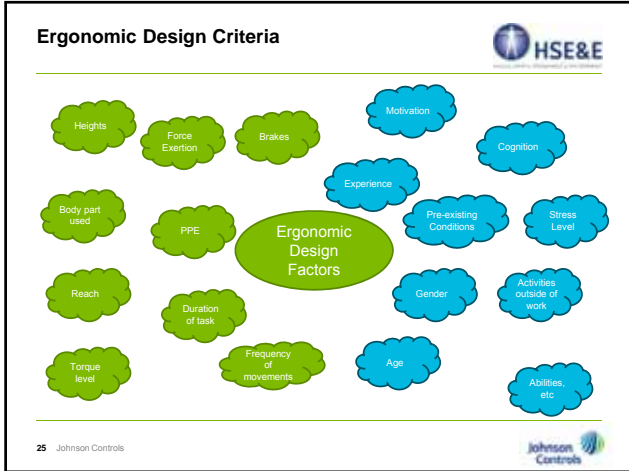 Ergonomic Design Criteria
HSE&E
Heights
Force
Exertion
Brakes
Motivation
Cognition
Experience
Body part
used
PPE
Ergonomic
Design
Factors
Pre-existing
Conditions
Stress
Level
Reach
Duration
of task
Gender
Activities
outside of
work
Torque
level
Frequency
of
movements
Age
Abilities,
etc
25 Johnson Controls
Johnson
Controls